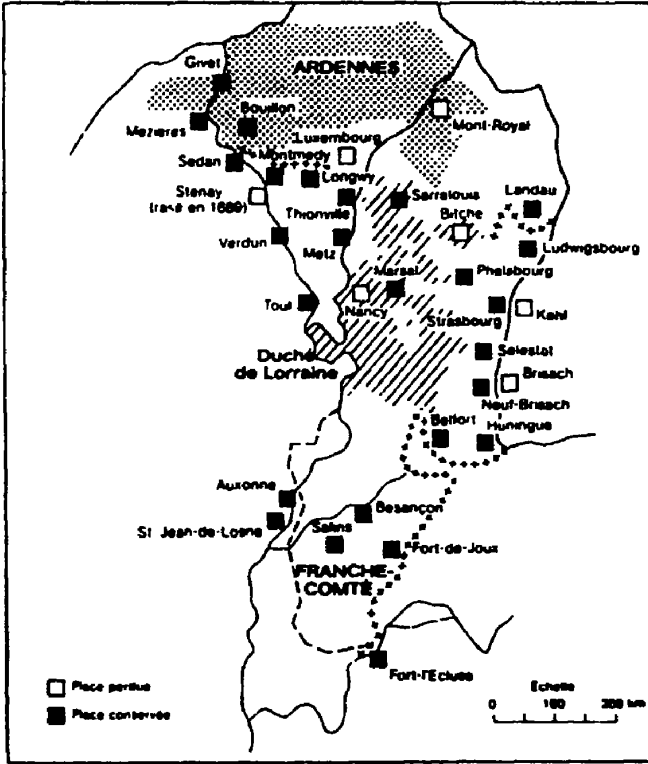 Givet
ARDENNES
Bouillon
Mezieres
Mont-Royal
Luxembourg
Sedan
Montmedy
Longwy
Stenay
(rasé en 1689)
Thionville
Sarrelouis
Landau
Bitche
Verdun
Metz
Ludwigsbourg
Marsal
Phalsbourg
Toul
Nancy
Strasbourg
Kehl
Duché
de Lorraine
Selestat
Brisach
Neuf-Brisach
Belfort
Huningue
Auxonne
Besançon
St Jean-de-Losne
Salins
Fort-de-Joux
FRANCHE-
COMTÉ
Fort-l'Ecluse
Place perdue
Place conservée
Echelle
0 100 200 km